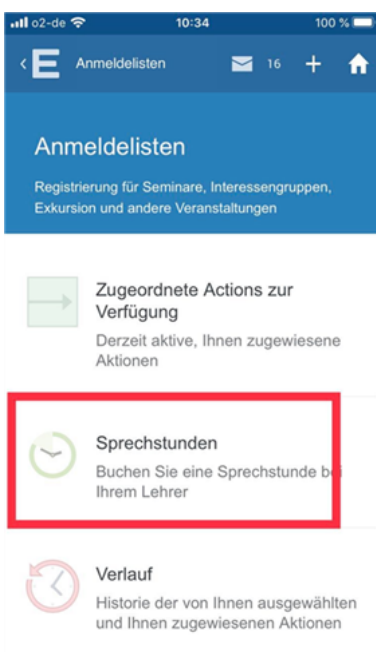 o2-de 10:34 100 %
E Anmeldelisten 16 +
Anmeldelisten
Registrierung für Seminare, Interessengruppen,
Exkursion und andere Veranstaltungen
Zugeordnete Actions zur
Verfügung
Derzeit aktive, Ihnen zugewiesene
Aktionen
Sprechstunden
Buchen Sie eine Sprechstunde bei
Ihrem Lehrer
Verlauf
Historie der von Ihnen ausgewählten
und Ihnen zugewiesenen Aktionen